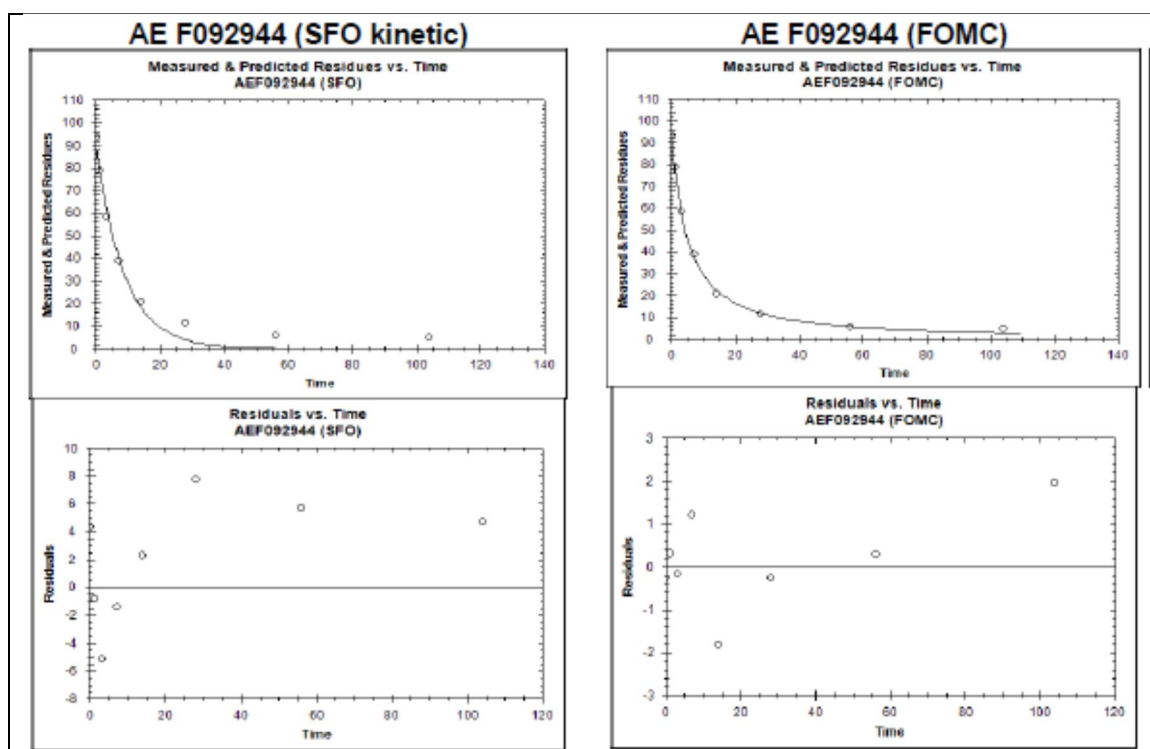 AE F092944 (SFO kinetic)
Measured & Predicted Residues vs. Time
AEF092944 (SFO)
Measured & Predicted Residues
110
100
90
80
70
60
50
40
30
20
10
0
0 20 40 60 80 100 120 140
Time
Residuals vs. Time
AEF092944 (SFO)
Residuals
10
8
6
4
2
0
-2
-4
-6
-8
0 20 40 60 80 100 120
Time
AE F092944 (FOMC)
Measured & Predicted Residues vs. Time
AEF092944 (FOMC)
Measured & Predicted Residues
110
100
90
80
70
60
50
40
30
20
10
0
0 20 40 60 80 100 120 140
Time
Residuals vs. Time
AEF092944 (FOMC)
Residuals
3
2
1
0
-1
-2
-3
0 20 40 60 80 100 120
Time